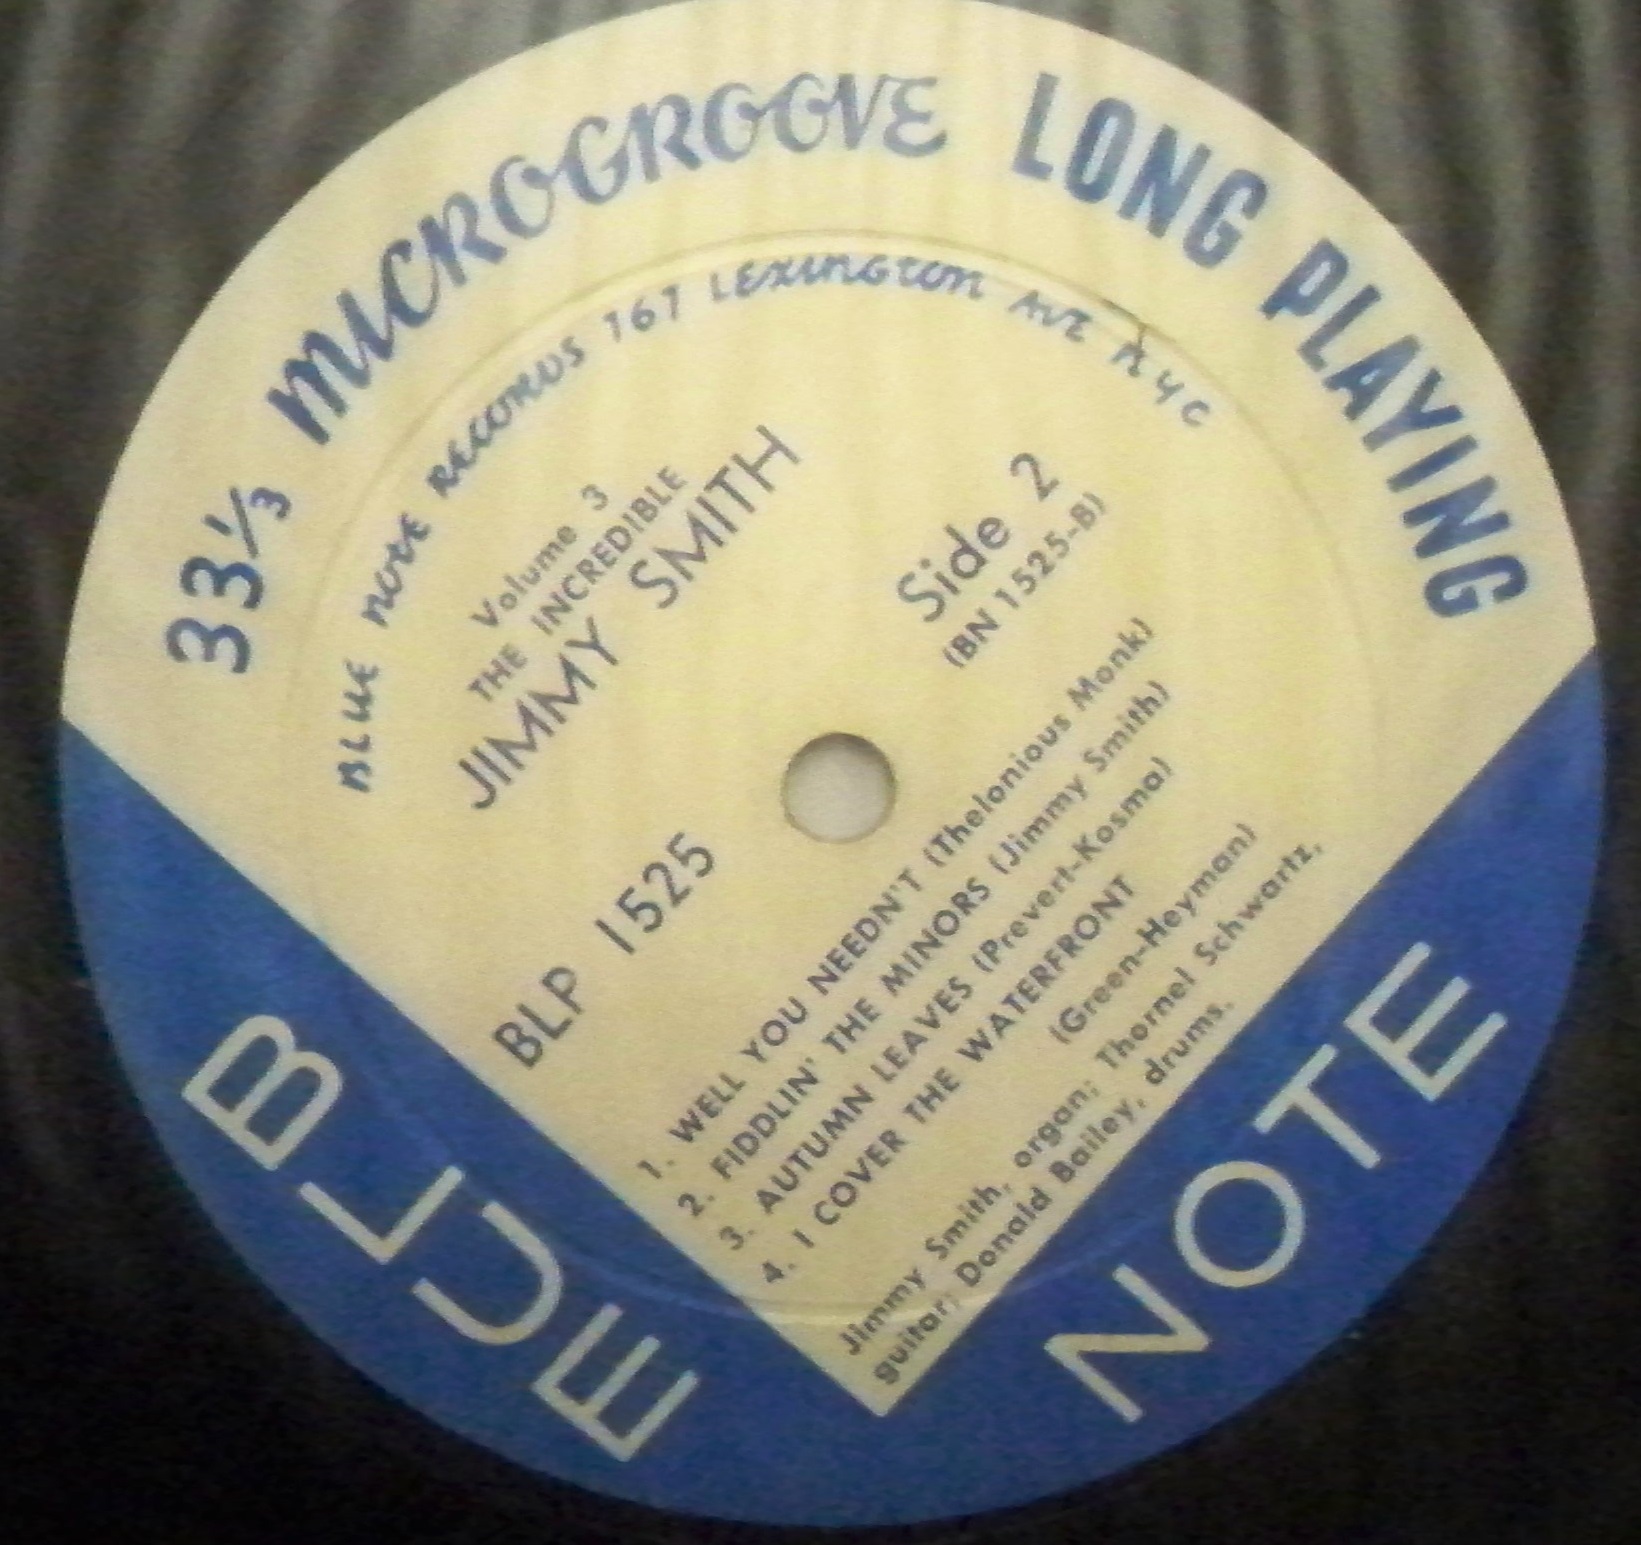 33⅓ MICROGROOVE LONG PLAYING
BLUE NOTE RECORDS 767 LEXINGTON AVE NYC
Volume 3
THE INCREDIBLE
JIMMY SMITH
Side 2
(BN 1525-B)
BLP 1525
1. WELL YOU NEEDN'T (Thelonious Monk)
2. FIDDLIN' THE MINORS (Jimmy Smith)
3. AUTUMN LEAVES (Prevert-Kosma)
4. I COVER THE WATERFRONT
(Green-Heyman)
Jimmy Smith, organ; Thornel Schwartz,
guitar; Donald Bailey, drums.
BLUE NOTE